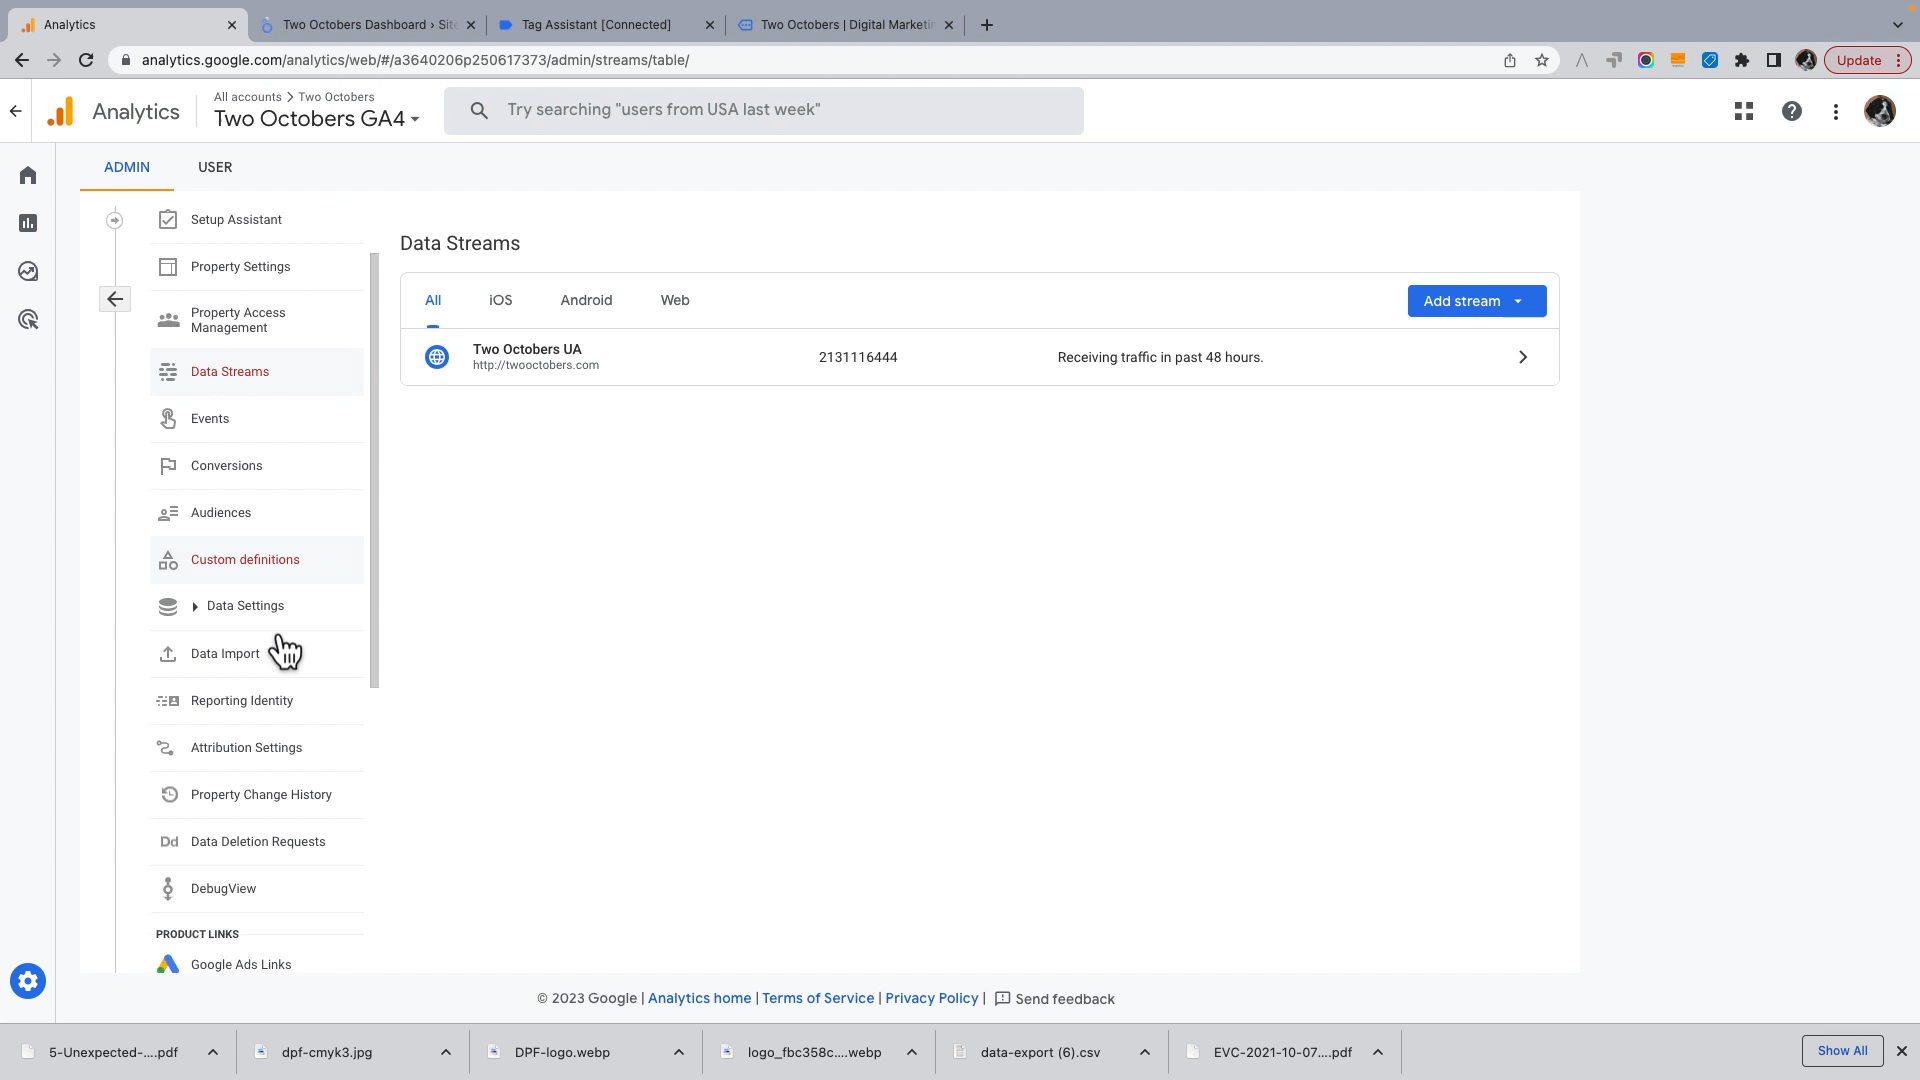 Analytics
Two Octobers Dashboard › Site
Tag Assistant [Connected]
Two Octobers | Digital Marketin
analytics.google.com/analytics/web/#/a3640206p250617373/admin/streams/table/
Update
Analytics
All accounts > Two Octobers
Two Octobers GA4
Try searching "users from USA last week"
ADMIN
USER
Setup Assistant
Property Settings
Property Access
Management
Data Streams
Events
Conversions
Audiences
Custom definitions
Data Settings
Data Import
Reporting Identity
Attribution Settings
Property Change History
Dd Data Deletion Requests
DebugView
PRODUCT LINKS
Google Ads Links
Data Streams
All
iOS
Android
Web
Add stream
Two Octobers UA
http://twooctobers.com
2131116444
Receiving traffic in past 48 hours.
© 2023 Google | Analytics home | Terms of Service | Privacy Policy | Send feedback
5-Unexpected-....pdf
dpf-cmyk3.jpg
DPF-logo.webp
logo_fbc358c....webp
data-export (6).csv
EVC-2021-10-07....pdf
Show All